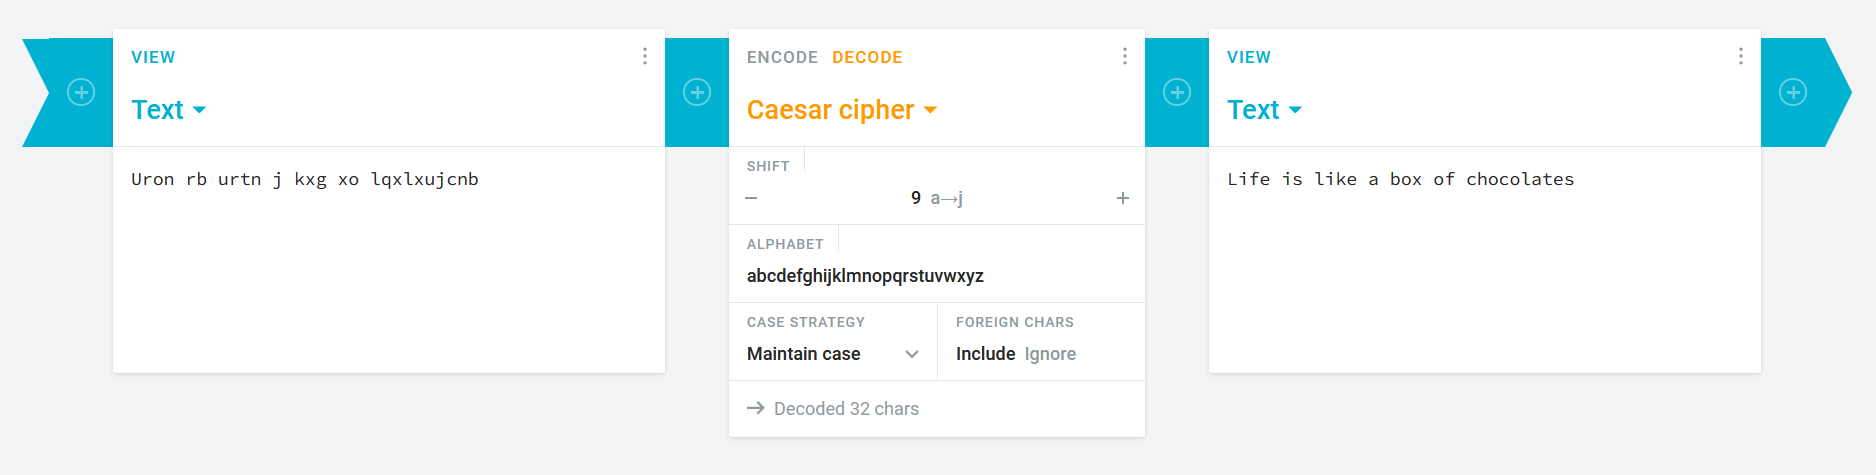 VIEW
Text
Uron rb urtn j kxg xo lqxlxujcnb
ENCODE DECODE
Caesar cipher
SHIFT
9 a→j
ALPHABET
abcdefghijklmnopqrstuvwxyz
CASE STRATEGY
Maintain case
FOREIGN CHARS
Include Ignore
→ Decoded 32 chars
VIEW
Text
Life is like a box of chocolates